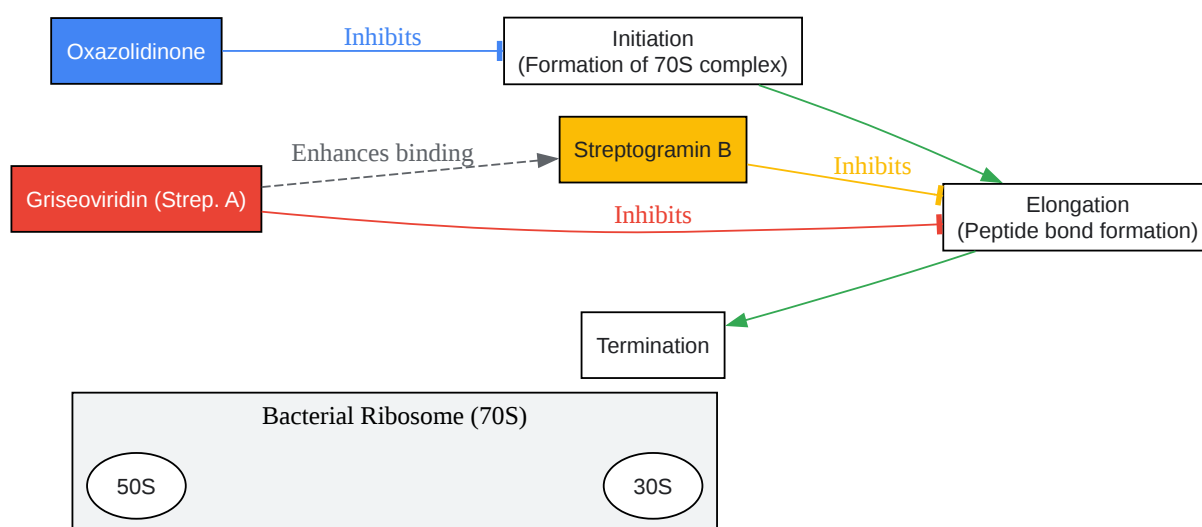 Oxazolidinone
Inhibits
Initiation
(Formation of 70S complex)
Enhances binding
Streptogramin B
Inhibits
Griseoviridin (Strep. A)
Inhibits
Elongation
(Peptide bond formation)
Termination
Bacterial Ribosome (70S)
50S
30S